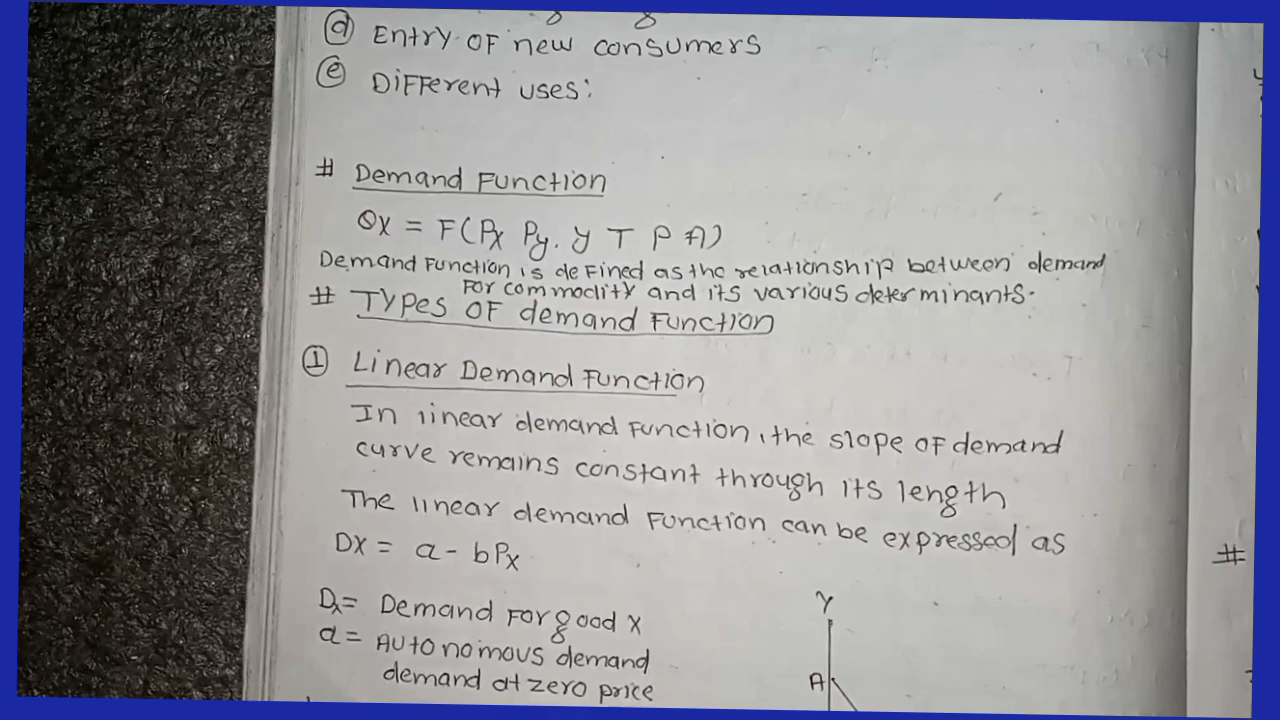 ⓓ Entry of new consumers
ⓔ Different uses:
# Demand Function
Qx = F(Px Py. y T P A)
Demand Function is defined as the relationship between demand
For commodity and its various determinants.
# Types OF demand Function
① Linear Demand Function
In linear demand Function, the slope OF demand
curve remains constant through its length
The linear demand Function can be expressed as
Dx = a - bPx
Dx = Demand For good x
a = Autonomous demand
demand at zero price
Y
A
#